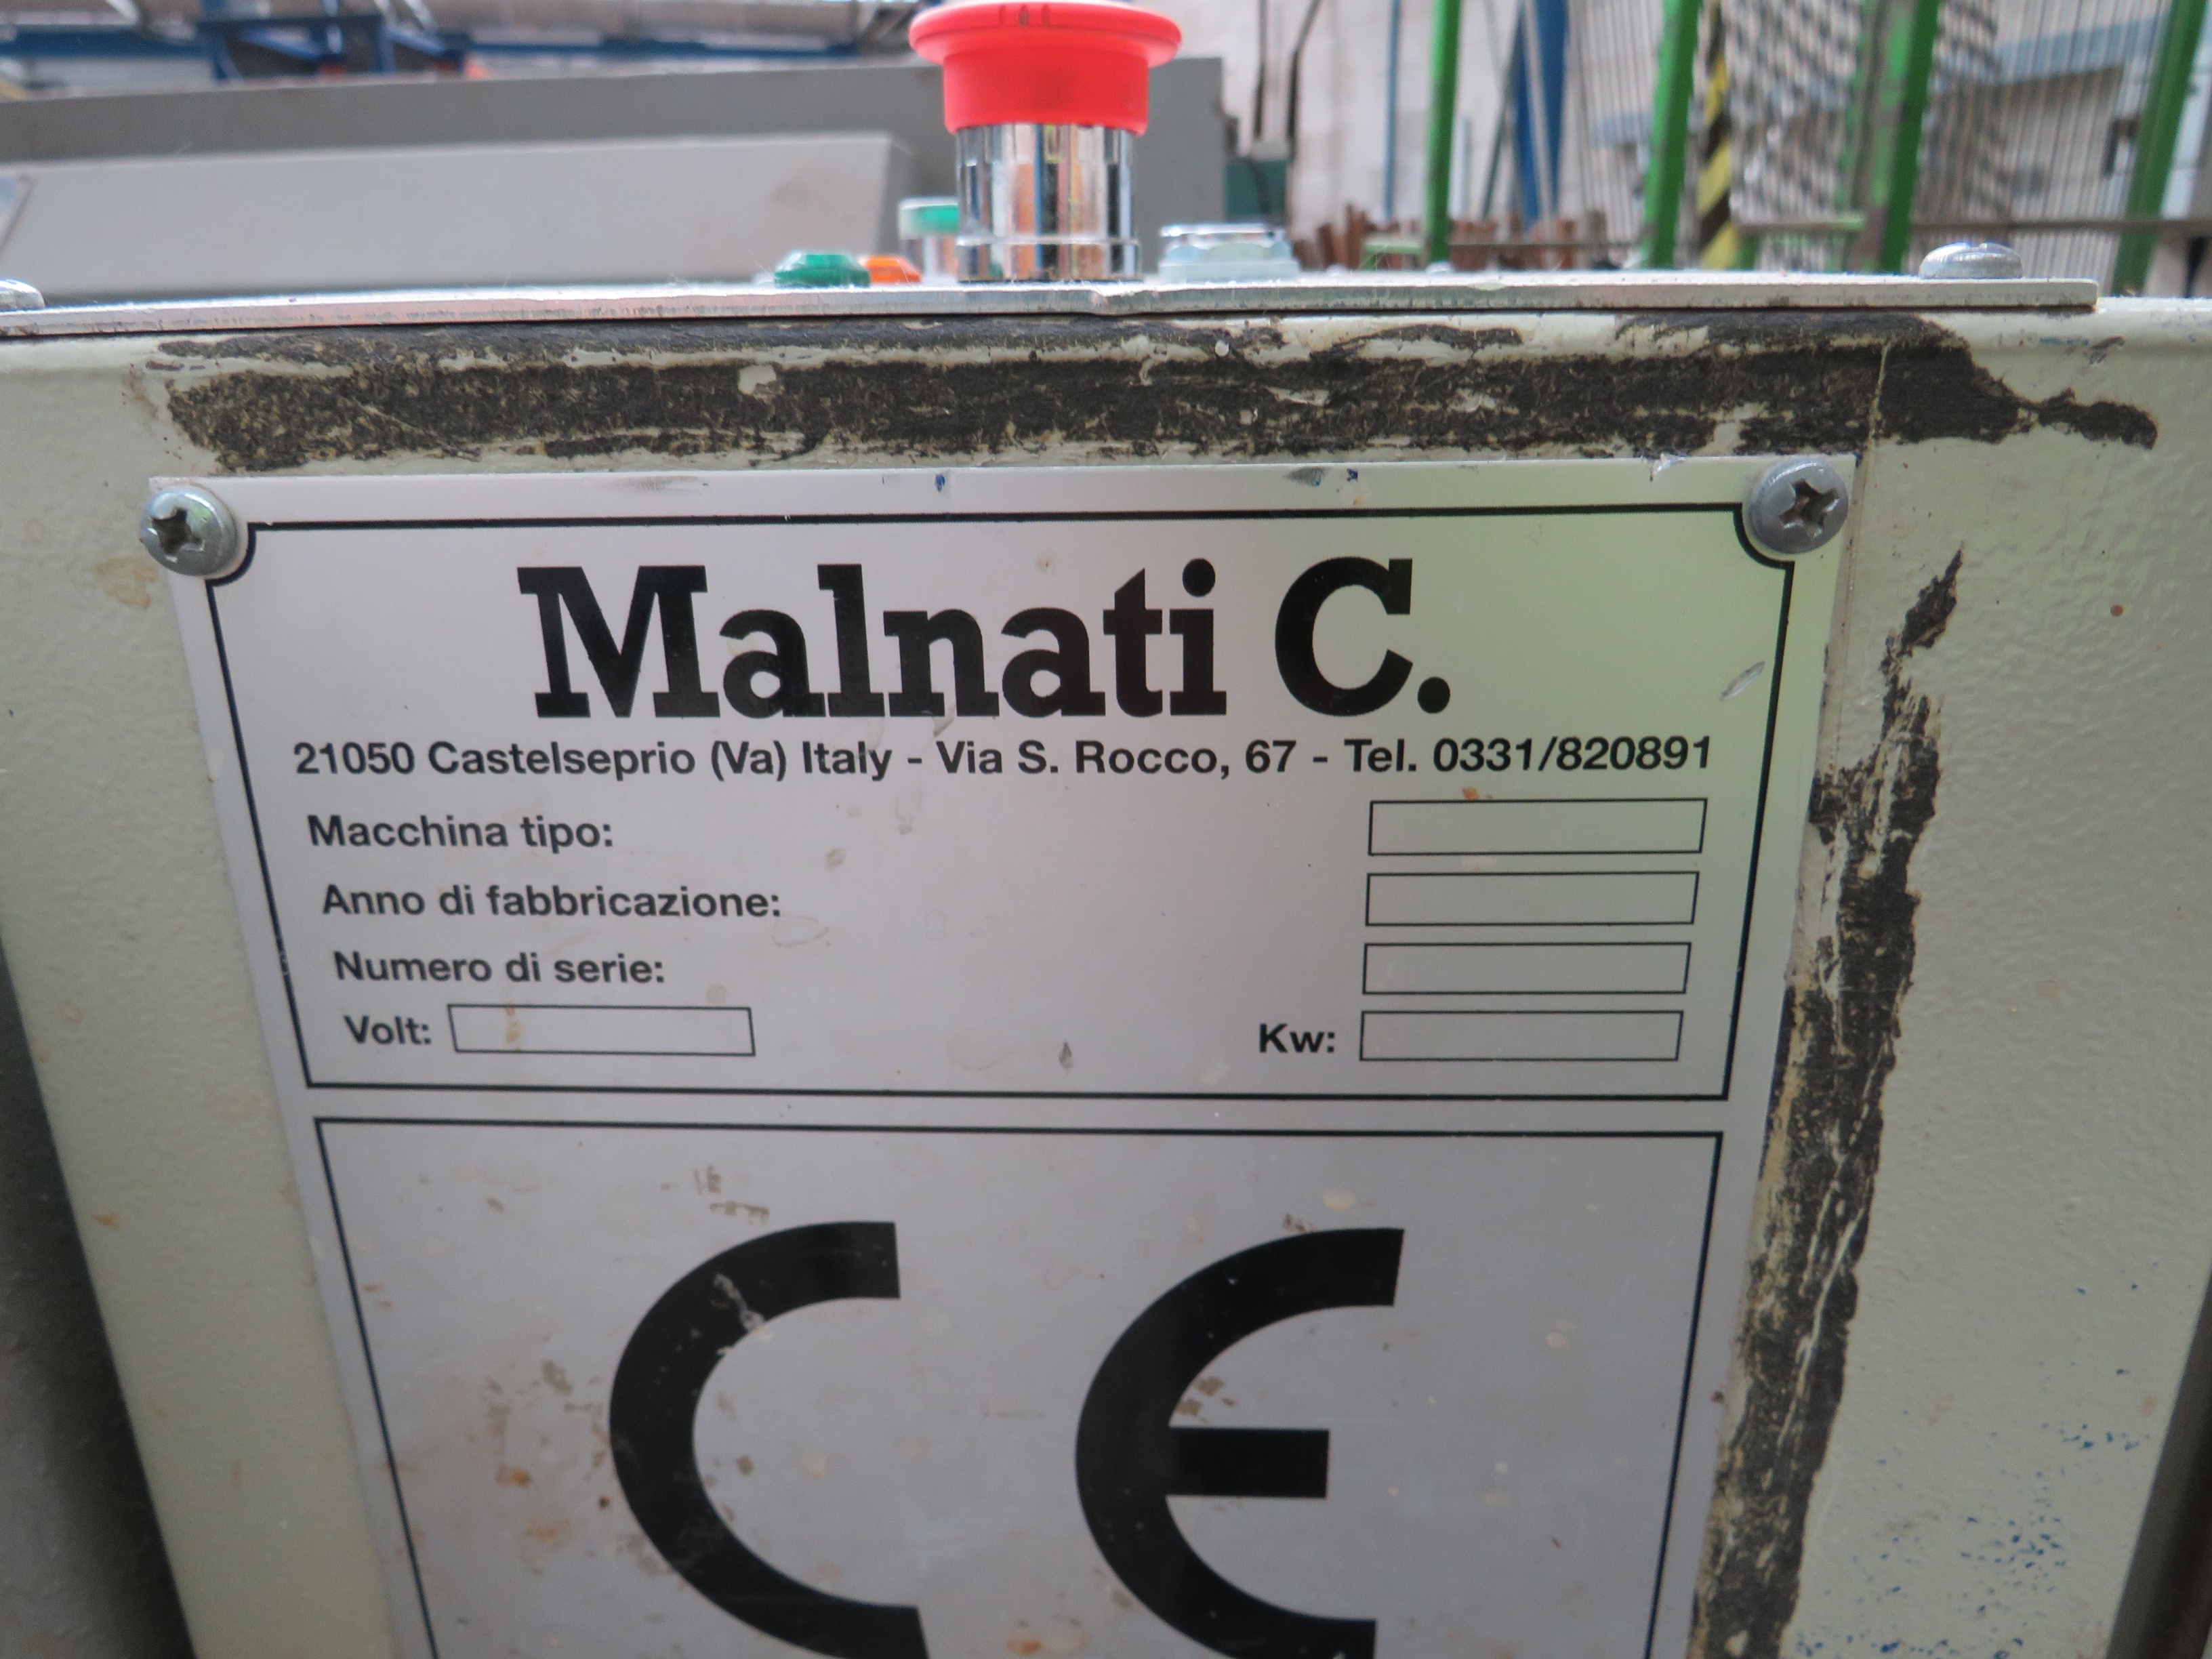 Malnati C.
21050 Castelseprio (Va) Italy - Via S. Rocco, 67 - Tel. 0331/820891
Macchina tipo:
Anno di fabbricazione:
Numero di serie:
Volt: Kw:
CE